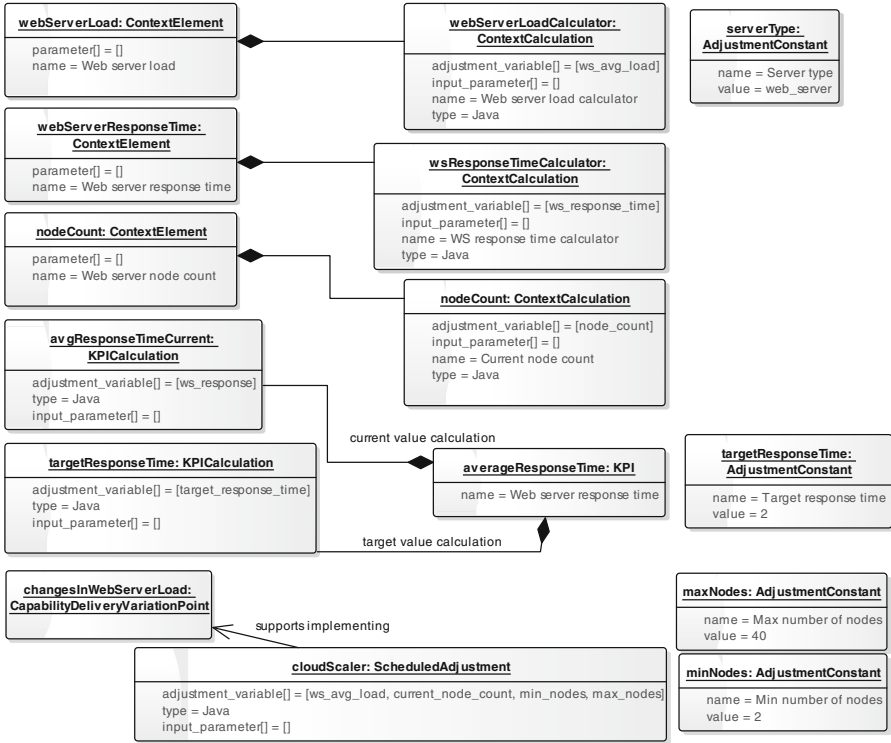 webServerLoad: ContextElement
parameter[] = []
name = Web server load
webServerLoadCalculator:
ContextCalculation
adjustment_variable[] = [ws_avg_load]
input_parameter[] = []
name = Web server load calculator
type = Java
serverType:
AdjustmentConstant
name = Server type
value = web_server
webServerResponseTime:
ContextElement
parameter[] = []
name = Web server response time
wsResponseTimeCalculator:
ContextCalculation
adjustment_variable[] = [ws_response_time]
input_parameter[] = []
name = WS response time calculator
type = Java
nodeCount: ContextElement
parameter[] = []
name = Web server node count
nodeCount: ContextCalculation
adjustment_variable[] = [node_count]
input_parameter[] = []
name = Current node count
type = Java
avgResponseTimeCurrent:
KPICalculation
adjustment_variable[] = [ws_response]
type = Java
input_parameter[] = []
current value calculation
targetResponseTime: KPICalculation
adjustment_variable[] = [target_response_time]
type = Java
input_parameter[] = []
averageResponseTime: KPI
name = Web server response time
targetResponseTime:
AdjustmentConstant
name = Target response time
value = 2
target value calculation
changesInWebServerLoad:
CapabilityDeliveryVariationPoint
supports implementing
cloudScaler: ScheduledAdjustment
adjustment_variable[] = [ws_avg_load, current_node_count, min_nodes, max_nodes]
type = Java
input_parameter[] = []
maxNodes: AdjustmentConstant
name = Max number of nodes
value = 40
minNodes: AdjustmentConstant
name = Min number of nodes
value = 2